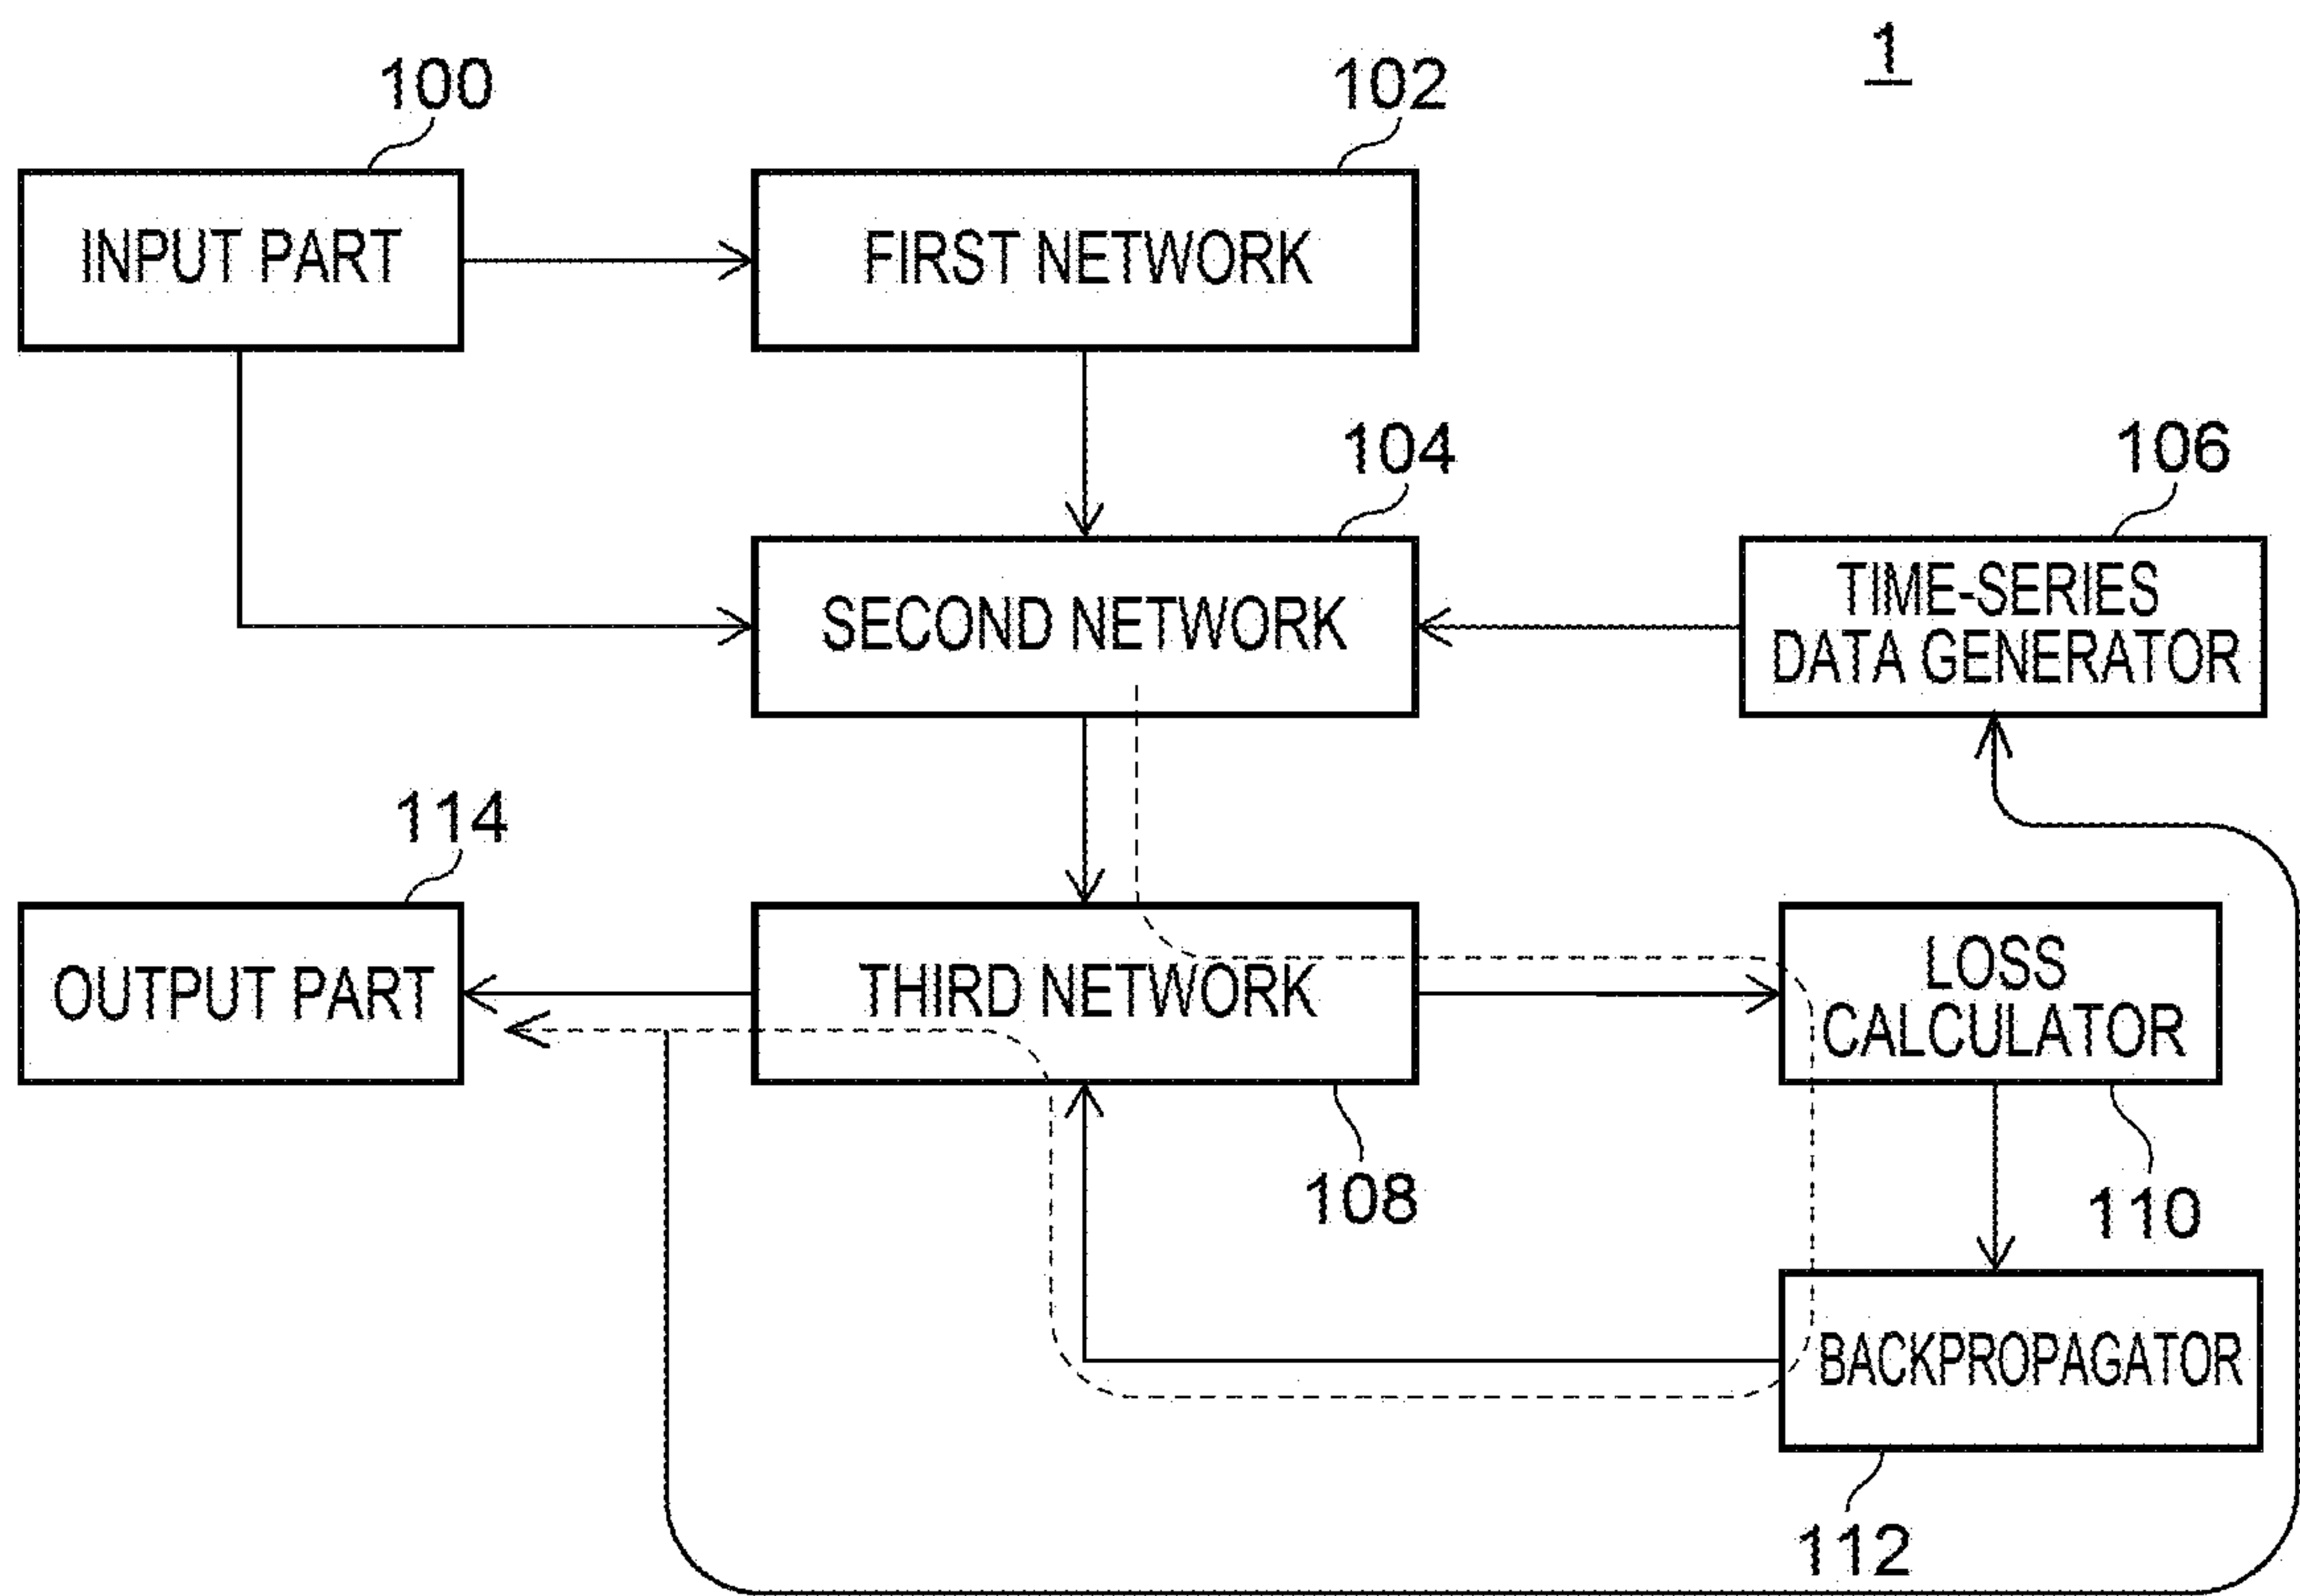 1
100
102
INPUT PART
FIRST NETWORK
104
106
SECOND NETWORK
TIME-SERIES
DATA GENERATOR
114
OUTPUT PART
THIRD NETWORK
LOSS
CALCULATOR
108
110
BACKPROPAGATOR
112